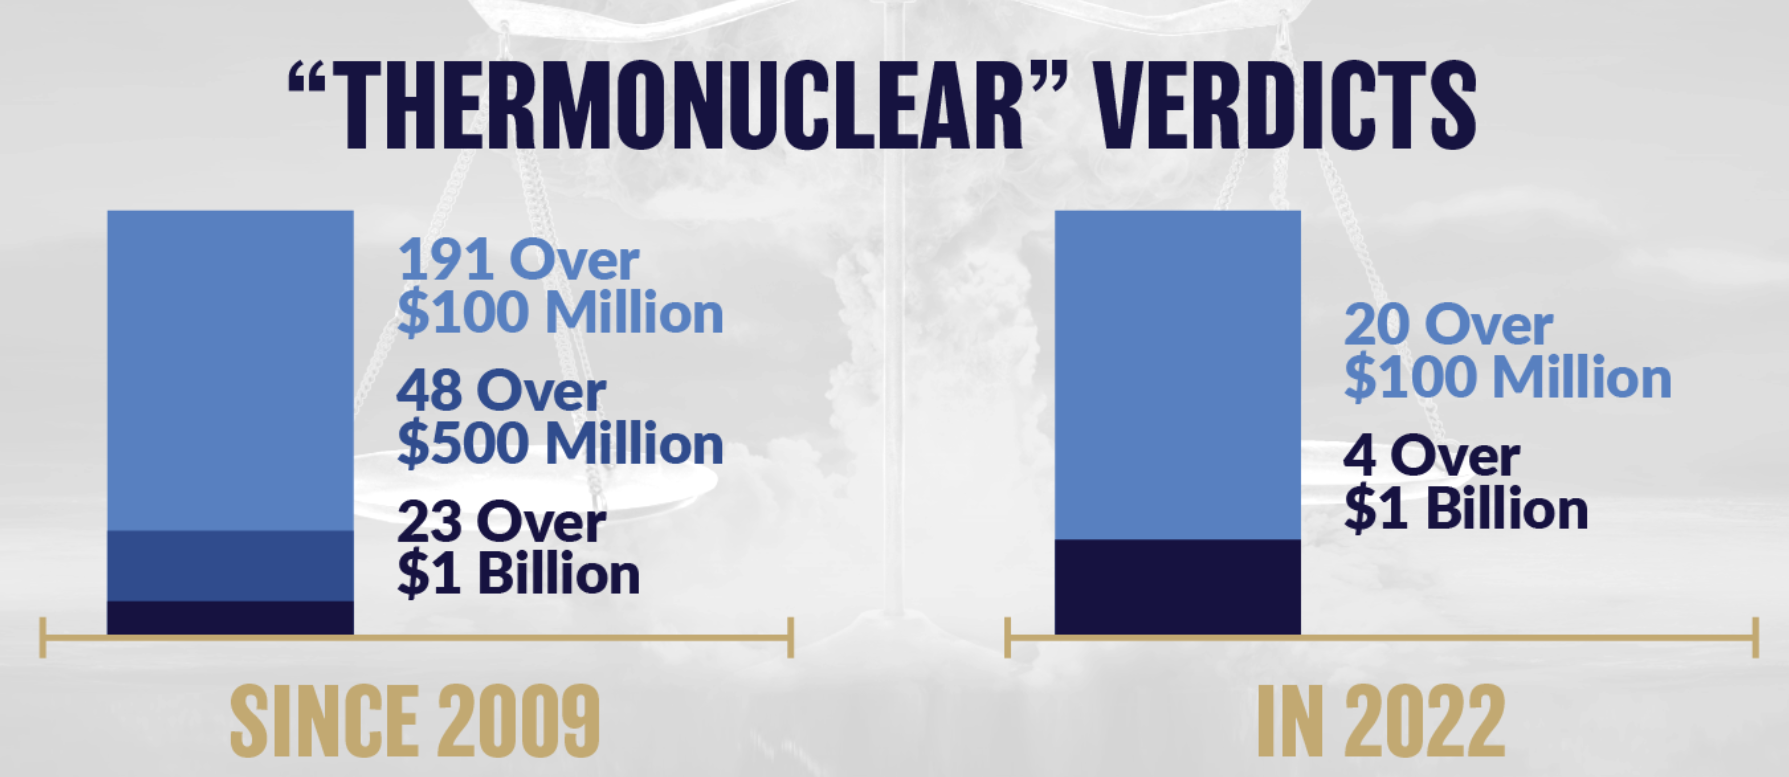 “THERMONUCLEAR” VERDICTS
191 Over
$100 Million
48 Over
$500 Million
23 Over
$1 Billion
SINCE 2009
20 Over
$100 Million
4 Over
$1 Billion
IN 2022